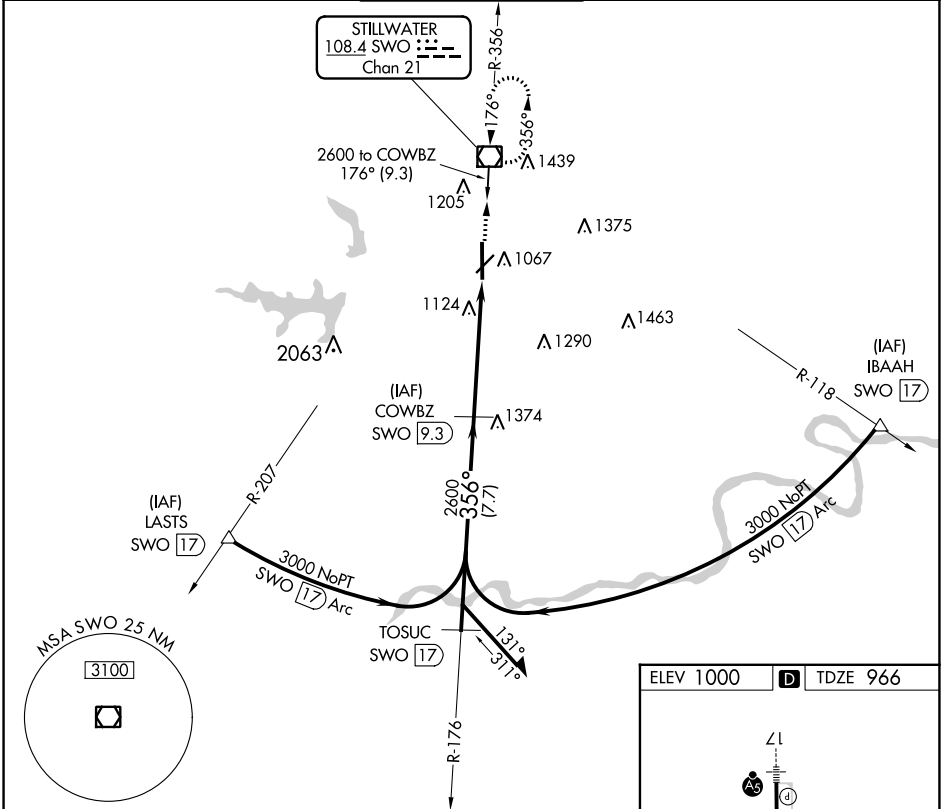 STILLWATER
108.4 SWO
Chan 21
R-356
176°
356°
2600 to COWBZ
176° (9.3)
1439
1205
1375
1067
1124
1463
1290
2063
(IAF)
IBAAH
SWO 17
R-118
(IAF)
COWBZ
SWO 9.3
1374
R-207
2600
356°
(7.7)
(IAF)
LASTS
SWO 17
3000 NoPT
SWO 17 Arc
3000 NoPT
SWO 17 Arc
TOSUC
SWO 17
131°
311°
MSA SWO 25 NM
3100
R-176
ELEV 1000 D TDZE 966
17
A5
P